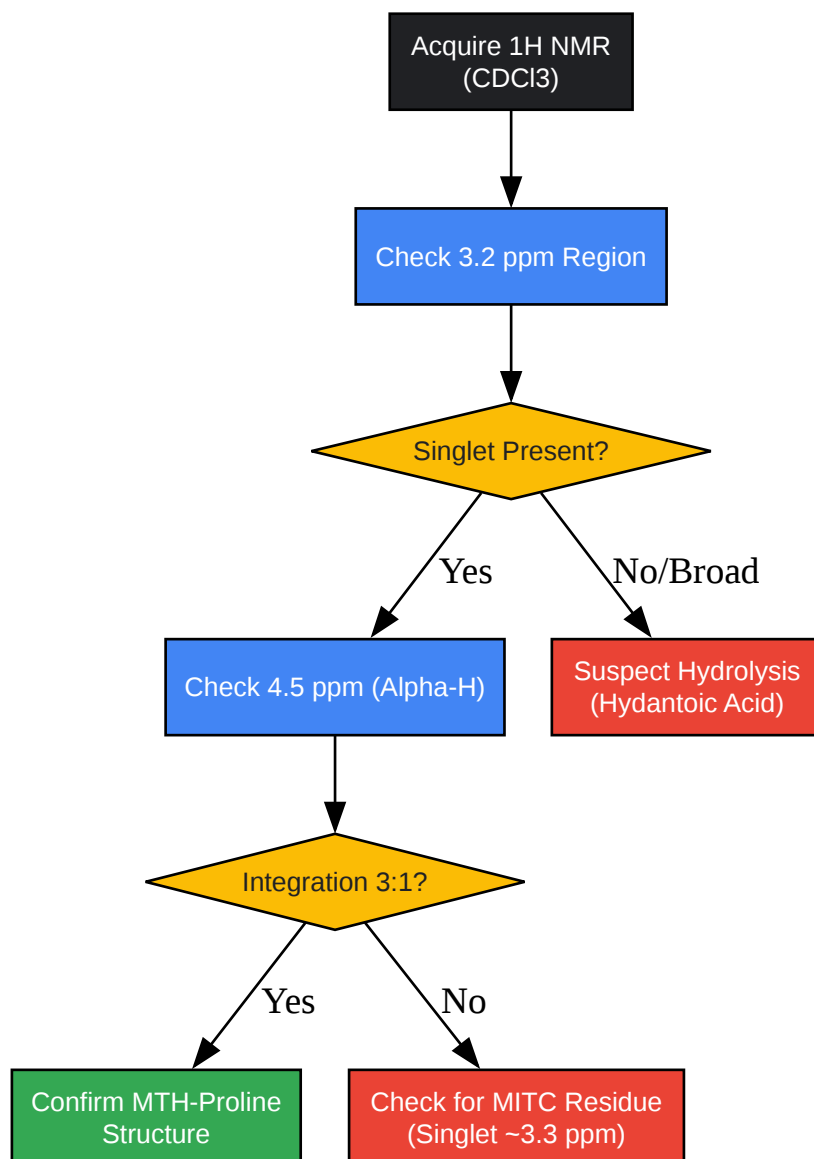 Acquire 1H NMR
(CDCl3)
Check 3.2 ppm Region
Singlet Present?
Yes
No/Broad
Check 4.5 ppm (Alpha-H)
Suspect Hydrolysis
(Hydantoic Acid)
Integration 3:1?
Yes
No
Confirm MTH-Proline
Structure
Check for MITC Residue
(Singlet ~3.3 ppm)